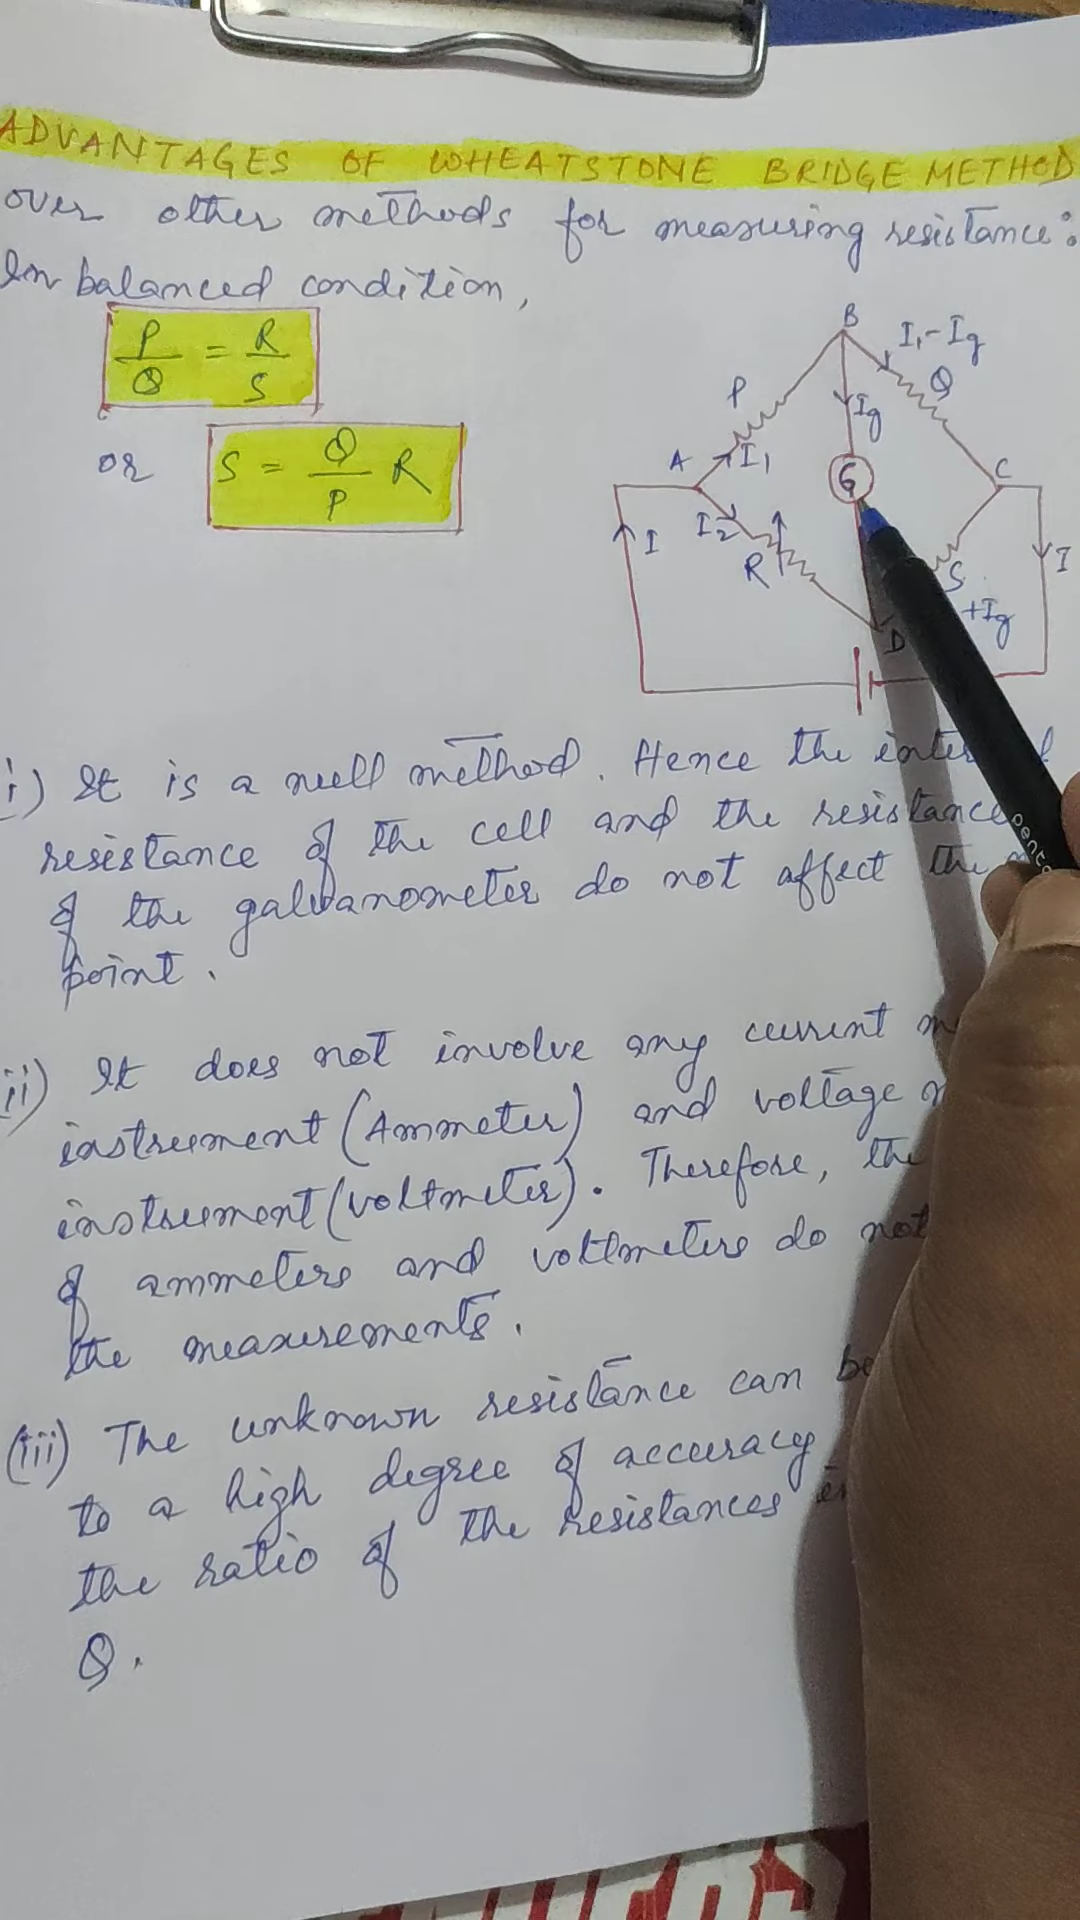 ADVANTAGES OF WHEATSTONE BRIDGE METHOD
over other methods for measuring resistance:
In balanced condition,
P/Q = R/S
or S = Q/P R
B
I1-Ig
P
Q
Ig
A
I1
C
G
I2
I
R
S
I
+Ig
D
i) It is a null method. Hence the
resistance of the cell and the resistance
of the galvanometer do not affect the
point.
ii) It does not involve any current
instrument (Ammeter) and voltage
instrument (voltmeter). Therefore, the
of ammeters and voltmeters do not
the measurements.
(iii) The unknown resistance can be
to a high degree of accuracy
the ratio of the resistances
Q.